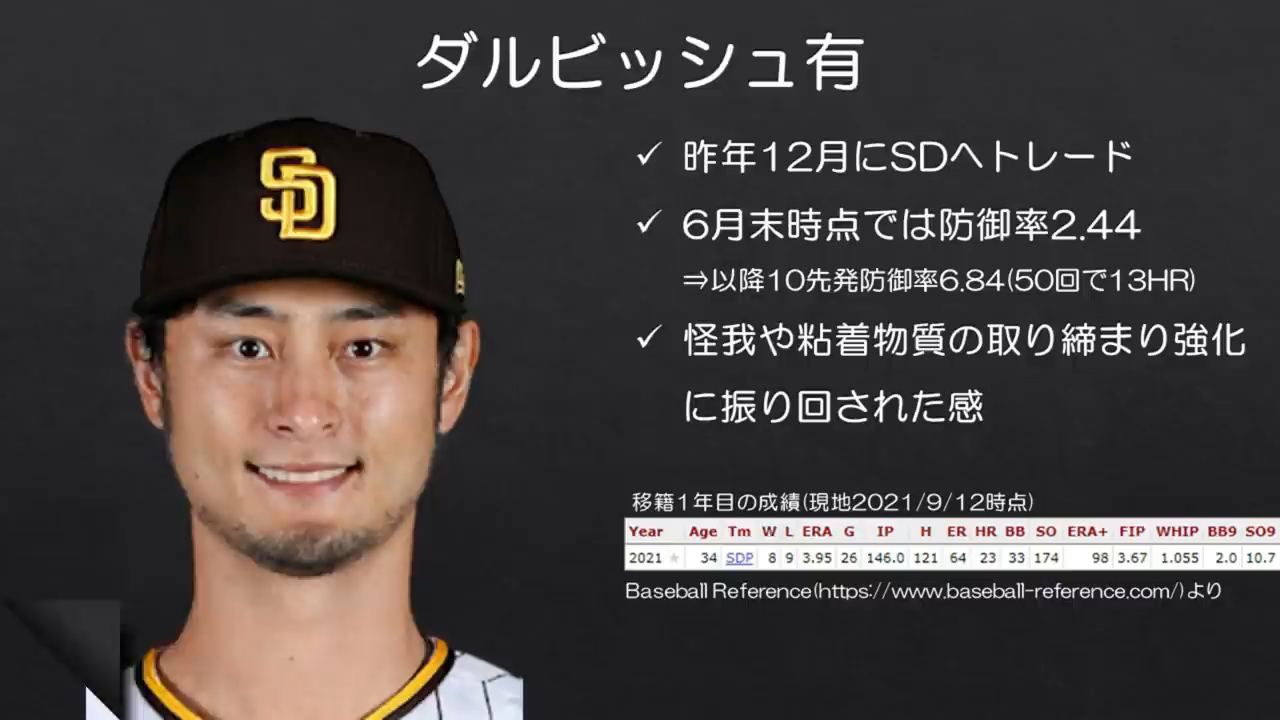 ダルビッシュ有
SD
✓ 昨年12月にSDへトレード
✓ 6月末時点では防御率2.44
⇒以降10先発防御率6.84(50回で13HR)
✓ 怪我や粘着物質の取り締まり強化
に振り回された感
移籍1年目の成績(現地2021/9/12時点)
Year Age Tm W L ERA G IP H ER HR BB SO ERA+ FIP WHIP BB9 SO9
2021 ★ 34 SDP 8 9 3.95 26 146.0 121 64 23 33 174 98 3.67 1.055 2.0 10.7
Baseball Reference(https://www.baseball-reference.com/)より